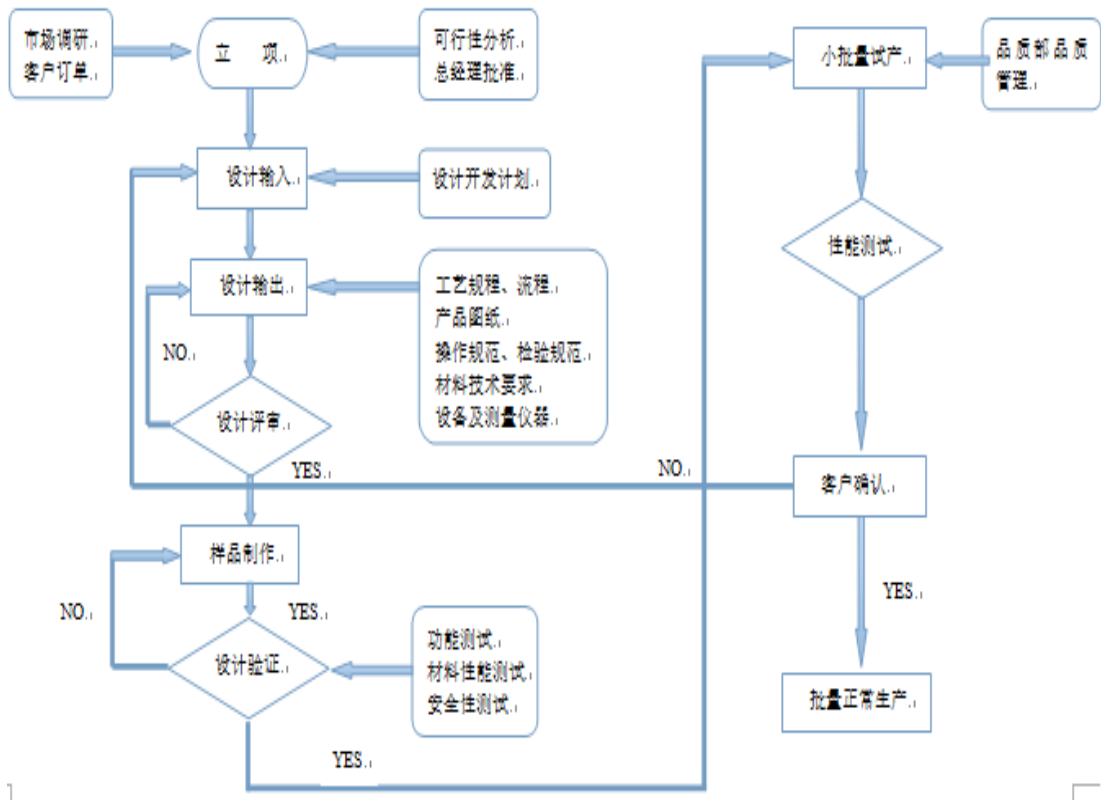 市场调研
客户订单
立 项
可行性分析
总经理批准
设计输入
设计开发计划
设计输出
工艺规程、流程
产品图纸
操作规范、检验规范
材料技术要求
设备及测量仪器
NO.
设计评审
YES.
样品制作
NO.
YES.
设计验证
功能测试
材料性能测试
安全性测试
YES.
小批量试产
品质部品质
管理.
性能测试
NO.
客户确认
YES.
批量正常生产